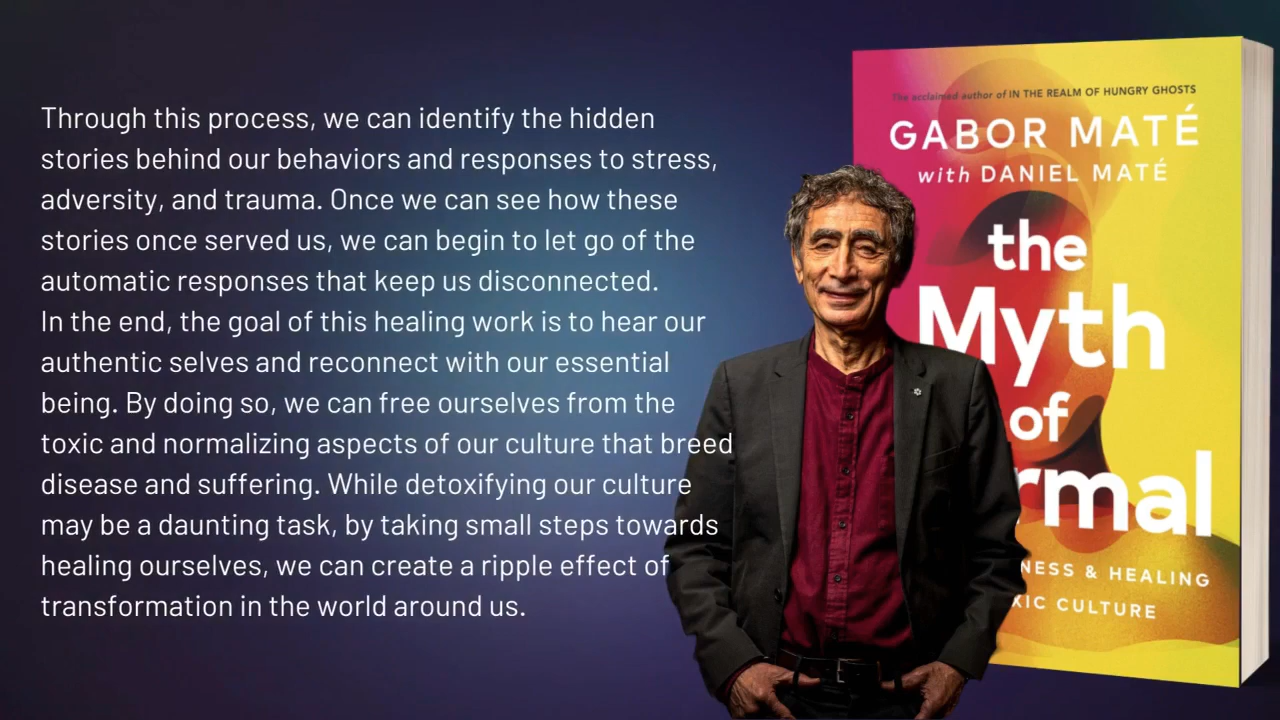 Through this process, we can identify the hidden
stories behind our behaviors and responses to stress,
adversity, and trauma. Once we can see how these
stories once served us, we can begin to let go of the
automatic responses that keep us disconnected.
In the end, the goal of this healing work is to hear our
authentic selves and reconnect with our essential
being. By doing so, we can free ourselves from the
toxic and normalizing aspects of our culture that breed
disease and suffering. While detoxifying our culture
may be a daunting task, by taking small steps towards
healing ourselves, we can create a ripple effect of
transformation in the world around us.
The acclaimed author of IN THE REALM OF HUNGRY GHOSTS
GABOR MATÉ
with DANIEL MATÉ
the
Myth
of
rmal
NESS & HEALING
XIC CULTURE